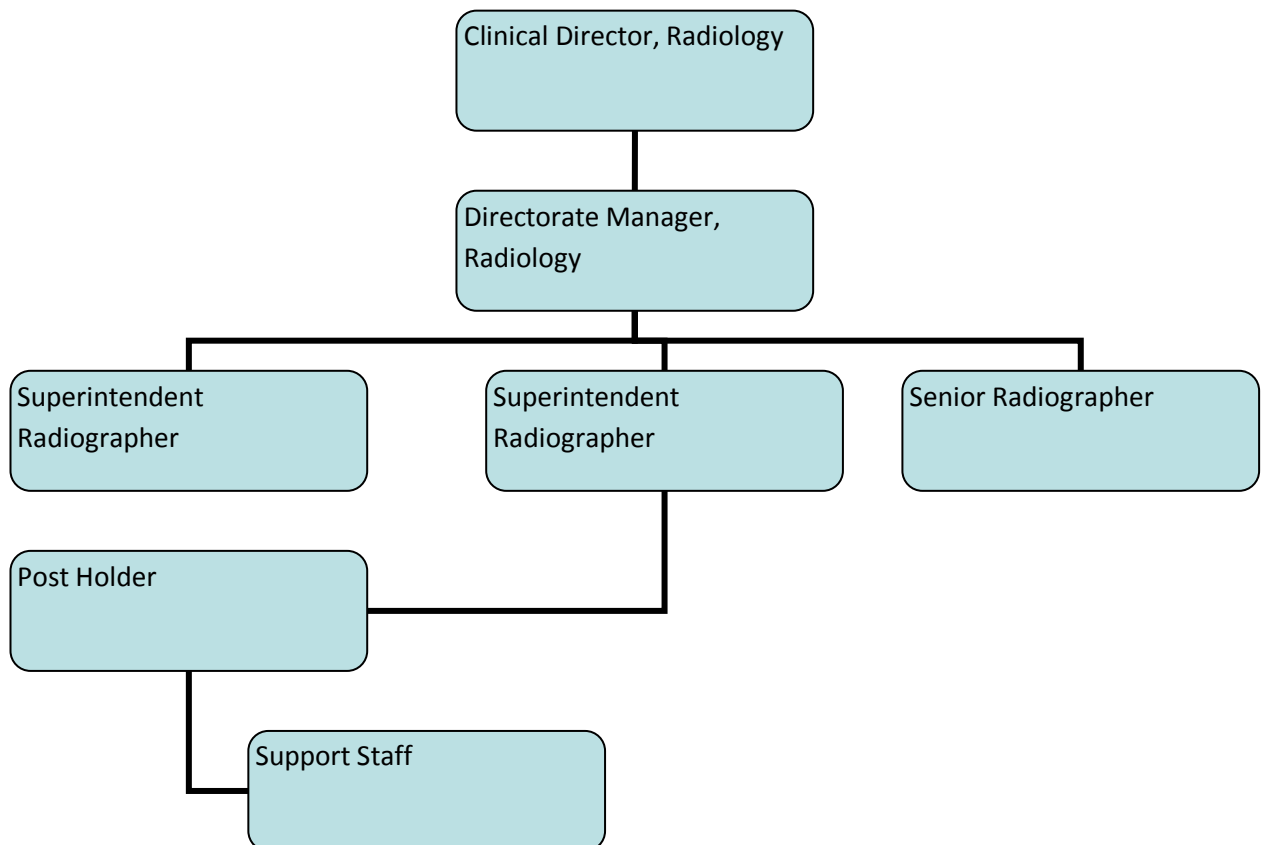 Clinical Director, Radiology
Directorate Manager,
Radiology
Superintendent
Radiographer
Superintendent
Radiographer
Senior Radiographer
Post Holder
Support Staff